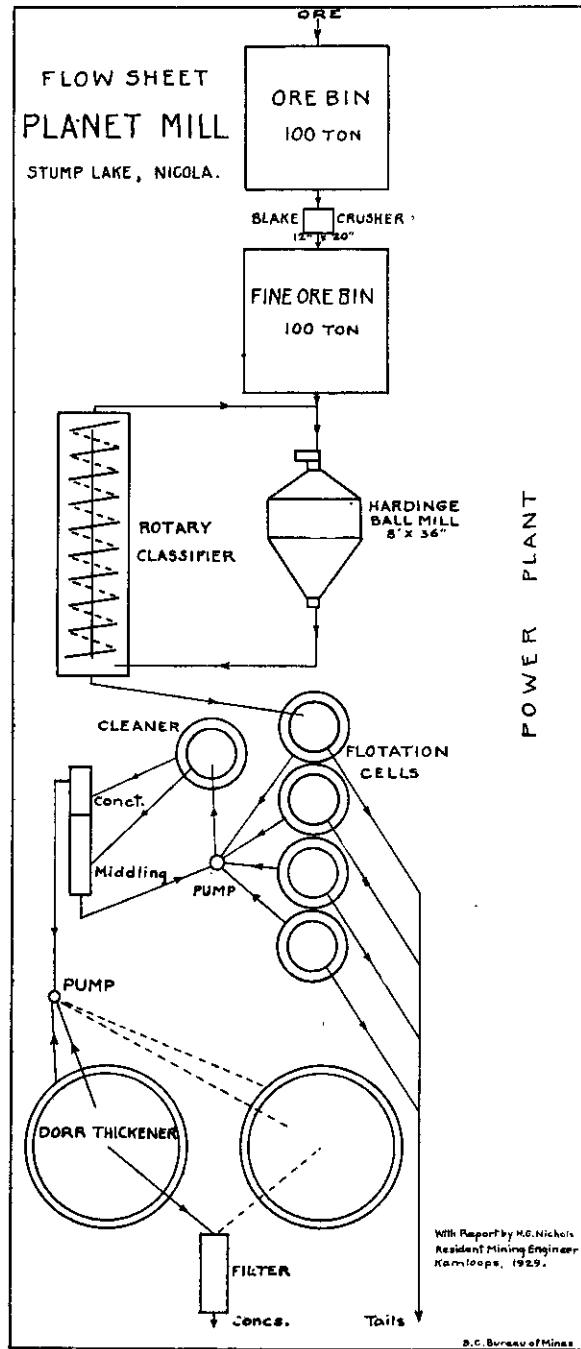 ORE
FLOW SHEET
PLANET MILL
STUMP LAKE, NICOLA.
ORE BIN
100 TON
BLAKE CRUSHER
12" x 20"
FINE ORE BIN
100 TON
HARDINGE
BALL MILL
8' X 36"
ROTARY
CLASSIFIER
POWER PLANT
CLEANER
FLOTATION
CELLS
Conct.
Middling
PUMP
PUMP
DORR THICKENER
FILTER
Concs.
Tails
With Report by H.G. Nichols
Resident Mining Engineer
Kamloops, 1929.
B.C. Bureau of Mines